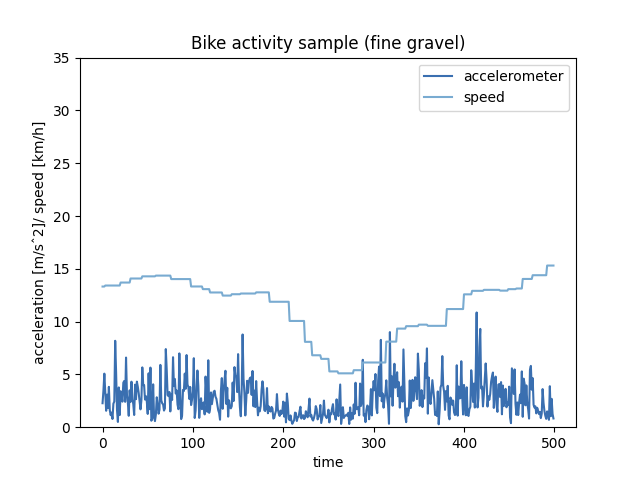 Bike activity sample (fine gravel)
accelerometer
speed
acceleration [m/sˆ2]/ speed [km/h]
35
30
25
20
15
10
5
0
0 100 200 300 400 500
time